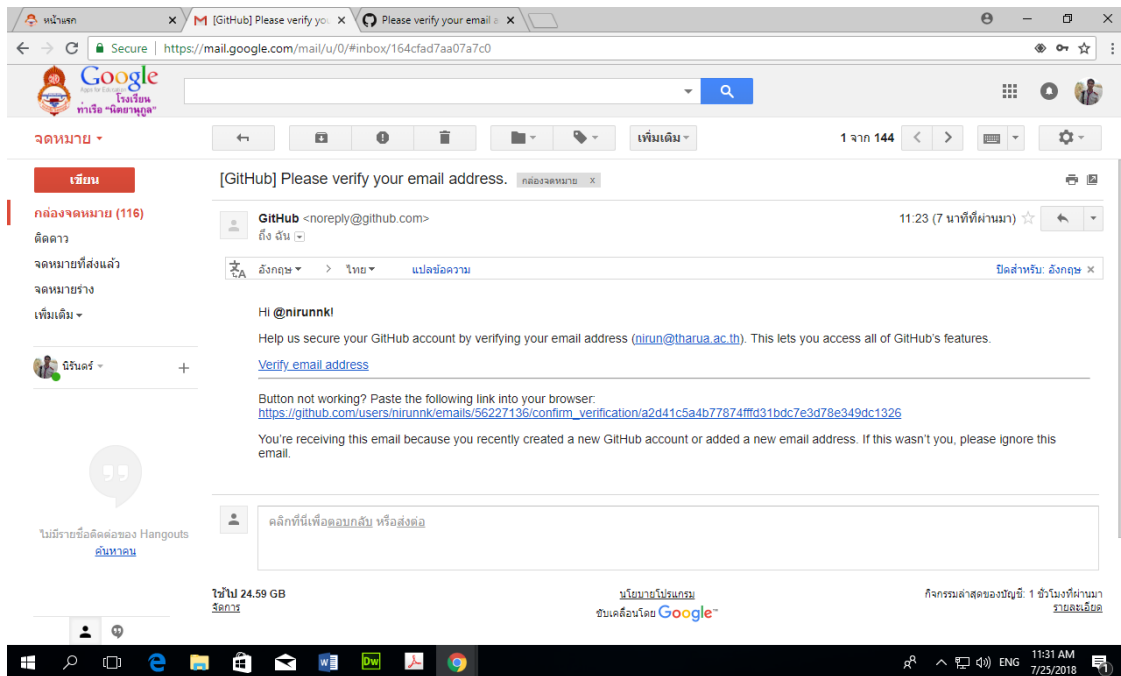 หน้าแรก
[GitHub] Please verify you
Please verify your email a
Secure
https://mail.google.com/mail/u/0/#inbox/164cfad7aa07a7c0
Google
Apps for Education
โรงเรียน
ท่าเรือ "นิตยานุกูล"
จดหมาย
เพิ่มเติม
1 จาก 144
เขียน
[GitHub] Please verify your email address.
กล่องจดหมาย x
กล่องจดหมาย (116)
GitHub <noreply@github.com>
11:23 (7 นาทีที่ผ่านมา)
ถึง ฉัน
ติดดาว
จดหมายที่ส่งแล้ว
อังกฤษ > ไทย แปลข้อความ
ปิดสำหรับ: อังกฤษ ×
จดหมายร่าง
เพิ่มเติม
Hi @nirunnk!
Help us secure your GitHub account by verifying your email address (nirun@tharua.ac.th). This lets you access all of GitHub's features.
Verify email address
นิรันดร์
Button not working? Paste the following link into your browser:
https://github.com/users/nirunnk/emails/56227136/confirm_verification/a2d41c5a4b77874fffd31bdc7e3d78e349dc1326
You're receiving this email because you recently created a new GitHub account or added a new email address. If this wasn't you, please ignore this
email.
คลิกที่นี่เพื่อตอบกลับ หรือส่งต่อ
ไม่มีรายชื่อติดต่อของ Hangouts
ค้นหาคน
ใช้ไป 24.59 GB
จัดการ
นโยบายโปรแกรม
ขับเคลื่อนโดย Google™
กิจกรรมล่าสุดของบัญชี: 1 ชั่วโมงที่ผ่านมา
รายละเอียด
Dw
ENG
11:31 AM
7/25/2018
1